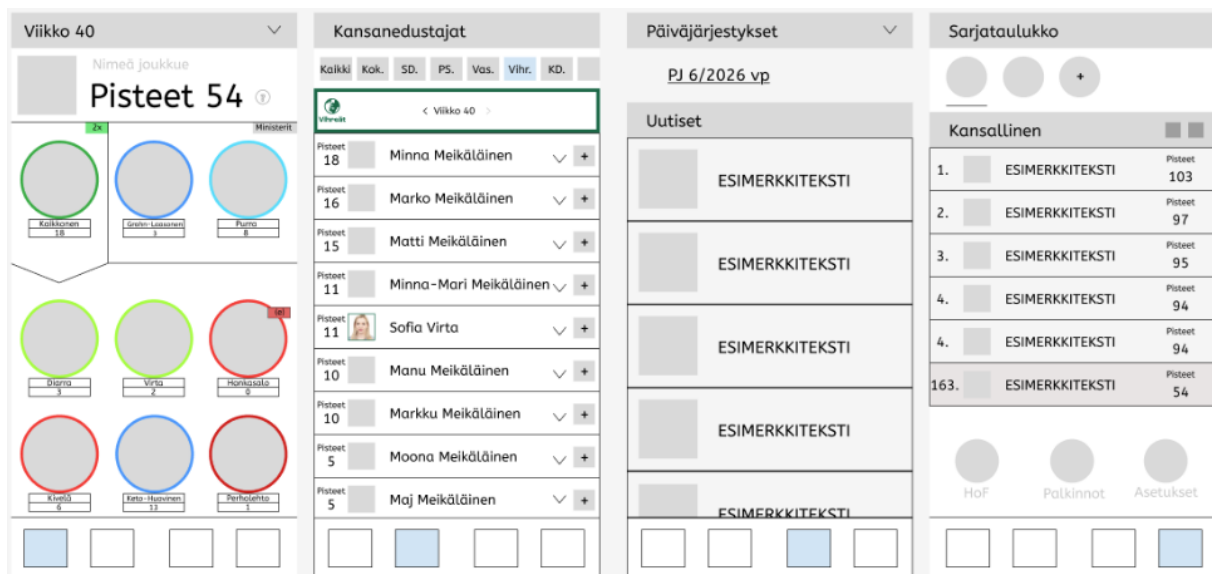 Viikko 40
Nimeä joukkue
Pisteet 54
?
2x
Ministerit
Kaikkonen
18
Grahn-Laasonen
3
Purra
8
(e)
Diarra
3
Virta
2
Honkasalo
0
Kivelä
6
Keto-Huovinen
13
Perholehto
1
Kansanedustajat
Kaikki Kok. SD. PS. Vas. Vihr. KD.
Vihreät
< Viikko 40 >
Pisteet
18 Minna Meikäläinen +
Pisteet
16 Marko Meikäläinen +
Pisteet
15 Matti Meikäläinen +
Pisteet
11 Minna-Mari Meikäläinen +
Pisteet
11 Sofia Virta +
Pisteet
10 Manu Meikäläinen +
Pisteet
10 Markku Meikäläinen +
Pisteet
5 Moona Meikäläinen +
Pisteet
5 Maj Meikäläinen +
Päiväjärjestykset
PJ 6/2026 vp
Uutiset
ESIMERKKITEKSTI
ESIMERKKITEKSTI
ESIMERKKITEKSTI
ESIMERKKITEKSTI
ESIMERKKITEKSTI
Sarjataulukko
+
Kansallinen
Pisteet
1. ESIMERKKITEKSTI 103
Pisteet
2. ESIMERKKITEKSTI 97
Pisteet
3. ESIMERKKITEKSTI 95
Pisteet
4. ESIMERKKITEKSTI 94
Pisteet
4. ESIMERKKITEKSTI 94
Pisteet
163. ESIMERKKITEKSTI 54
HoF Palkinnot Asetukset